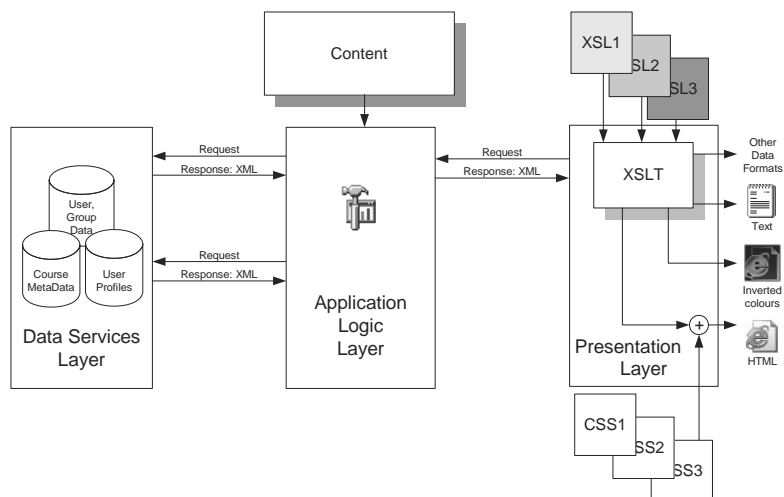 Content
XSL1
SL2
SL3
Request
Response: XML
Request
Response: XML
User,
Group
Data
Course
MetaData
User
Profiles
Request
Response: XML
Data Services
Layer
Application
Logic
Layer
XSLT
Presentation
Layer
Other
Data
Formats
Text
Inverted
colours
+
HTML
CSS1
SS2
SS3